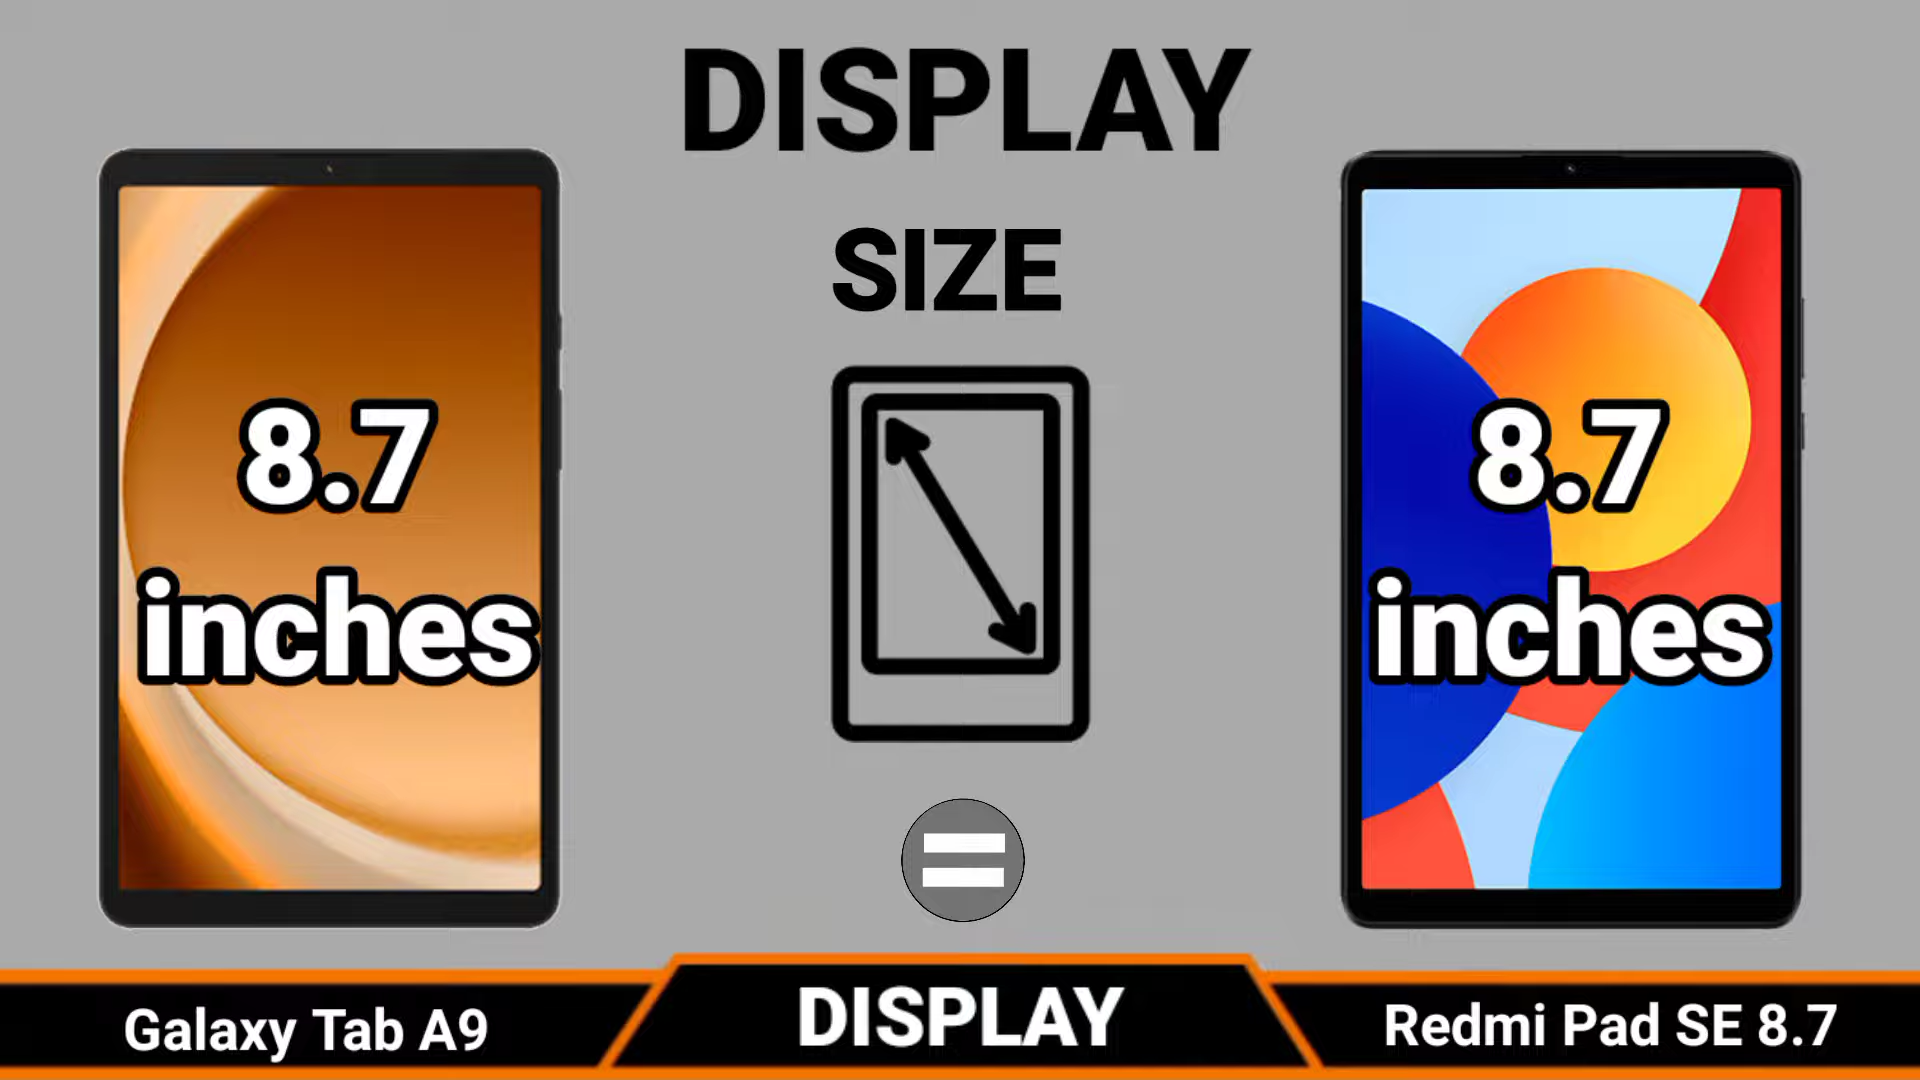 DISPLAY
SIZE
8.7
inches
8.7
inches
Galaxy Tab A9
DISPLAY
Redmi Pad SE 8.7